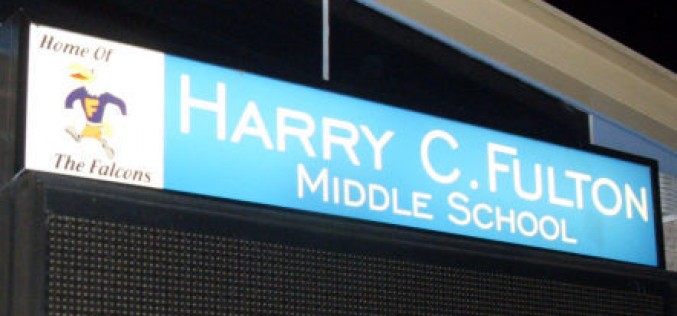 Home Of
F
The Falcons
HARRY C. FULTON
MIDDLE SCHOOL